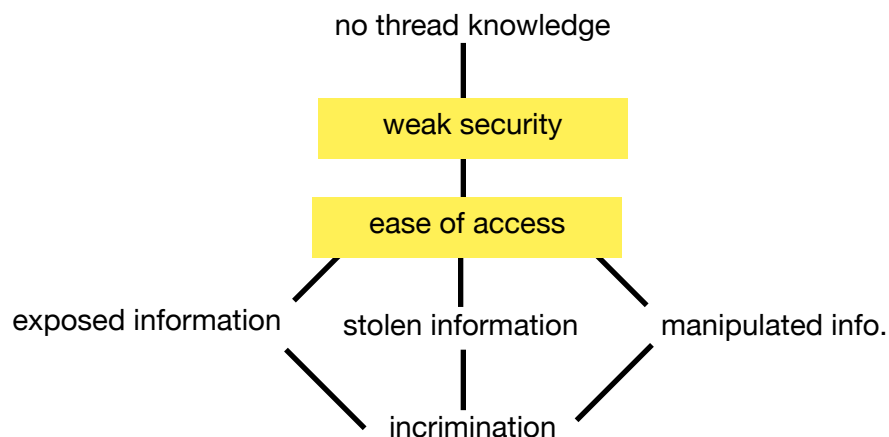 no thread knowledge
weak security
ease of access
exposed information
stolen information
manipulated info.
incrimination